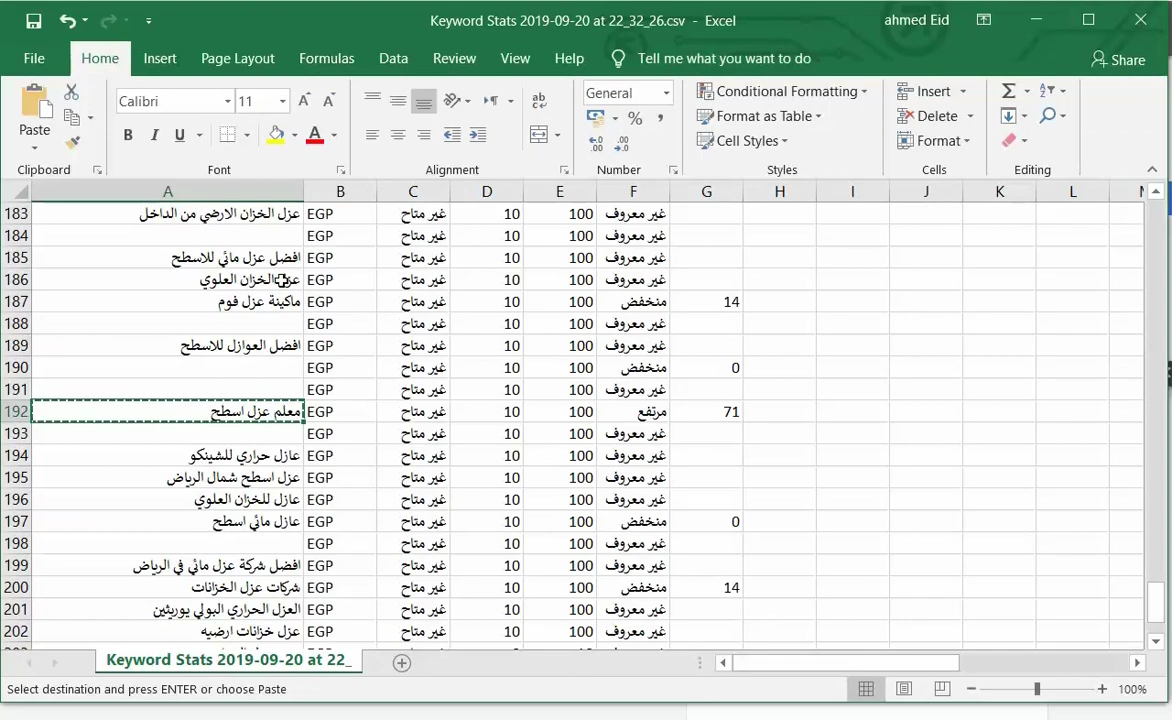 Keyword Stats 2019-09-20 at 22_32_26.csv - Excel
ahmed Eid
File Home Insert Page Layout Formulas Data Review View Help Tell me what you want to do Share
Calibri 11 General Conditional Formatting Insert
Paste Format as Table Delete
B I U A % , Cell Styles Format
Clipboard Font Alignment Number Styles Cells Editing
A B C D E F G H I J K L
183 عزل الخزان الارضي من الداخل EGP غير متاح 10 100 غير معروف
184 EGP غير متاح 10 100 غير معروف
185 افضل عزل مائي للاسطح EGP غير متاح 10 100 غير معروف
186 عزل الخزان العلوي EGP غير متاح 10 100 غير معروف
187 ماكينة عزل فوم EGP غير متاح 10 100 منخفض 14
188 EGP غير متاح 10 100 غير معروف
189 افضل العوازل للاسطح EGP غير متاح 10 100 غير معروف
190 EGP غير متاح 10 100 منخفض 0
191 EGP غير متاح 10 100 غير معروف
192 معلم عزل اسطح EGP غير متاح 10 100 مرتفع 71
193 EGP غير متاح 10 100 غير معروف
194 عازل حراري للشينكو EGP غير متاح 10 100 غير معروف
195 عزل اسطح شمال الرياض EGP غير متاح 10 100 غير معروف
196 عازل للخزان العلوي EGP غير متاح 10 100 غير معروف
197 عازل مائي اسطح EGP غير متاح 10 100 منخفض 0
198 EGP غير متاح 10 100 غير معروف
199 افضل شركة عزل مائي في الرياض EGP غير متاح 10 100 غير معروف
200 شركات عزل الخزانات EGP غير متاح 10 100 منخفض 14
201 العزل الحراري البولي يوريثين EGP غير متاح 10 100 غير معروف
202 عزل خزانات ارضيه EGP غير متاح 10 100 غير معروف
Keyword Stats 2019-09-20 at 22_
Select destination and press ENTER or choose Paste
100%